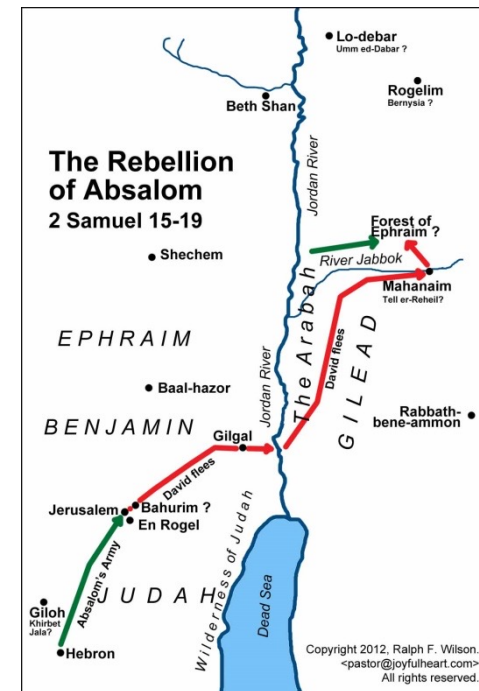 Lo-debar
Umm ed-Dabar ?
Rogelim
Bernysia ?
Beth Shan
Jordan River
The Rebellion
of Absalom
2 Samuel 15-19
Forest of
Ephraim ?
River Jabbok
Shechem
Mahanaim
Tell er-Reheil?
The Arabah
David flees
GILEAD
EPHRAIM
Jordan River
Baal-hazor
Rabbath-
bene-ammon
BENJAMIN
Gilgal
David flees
Jerusalem
Bahurim ?
En Rogel
Absalom's Army
JUDAH
Wilderness of Judah
Dead Sea
Giloh
Khirbet
Jala?
Hebron
Copyright 2012, Ralph F. Wilson.
<pastor@joyfulheart.com>
All rights reserved.